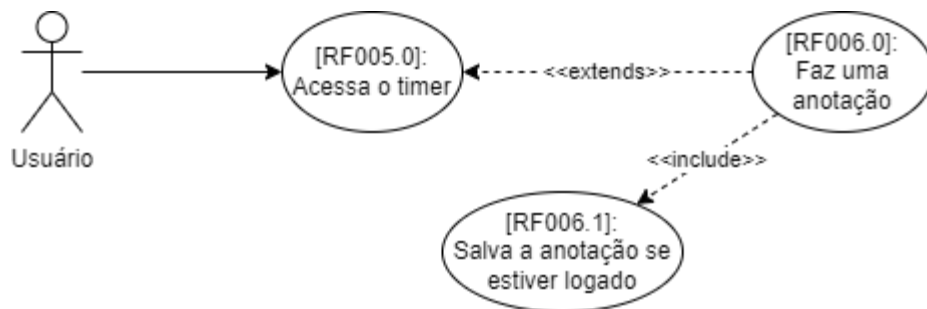 [RF005.0]:
Acessa o timer
<<extends>>
[RF006.0]:
Faz uma
anotação
Usuário
<<include>>
[RF006.1]:
Salva a anotação se
estiver logado